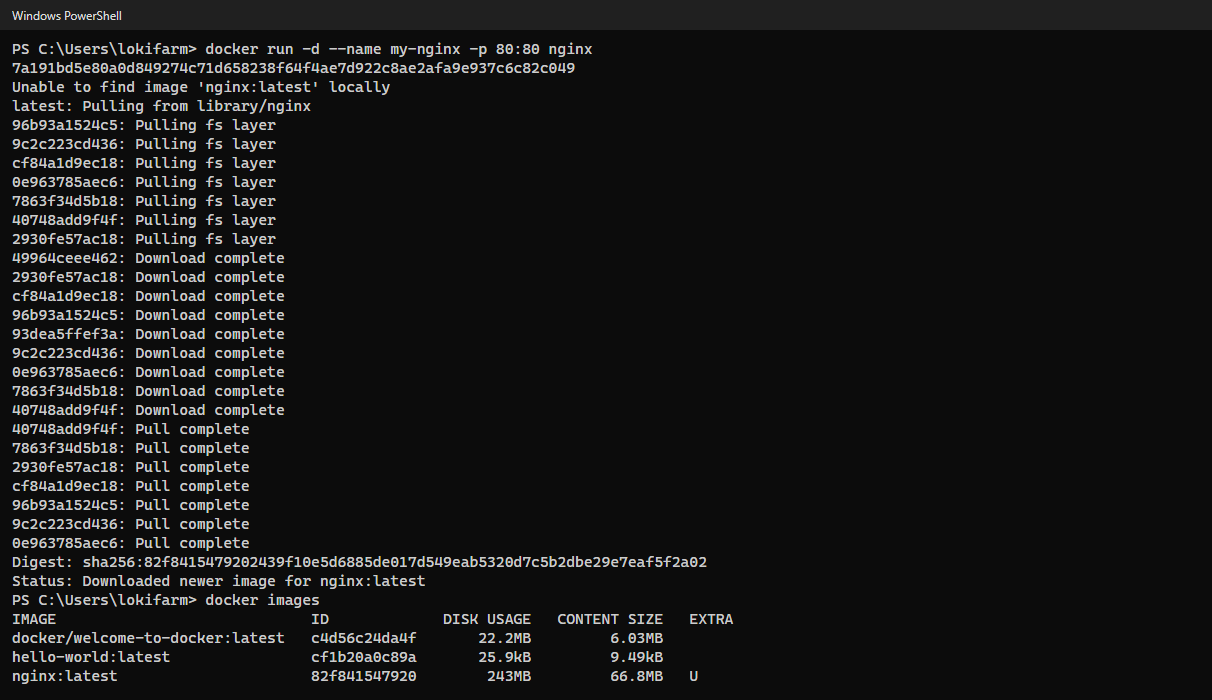 Windows PowerShell
PS C:\Users\lokifarm> docker run -d --name my-nginx -p 80:80 nginx
7a191bd5e80a0d849274c71d658238f64f4ae7d922c8ae2afa9e937c6c82c049
Unable to find image 'nginx:latest' locally
latest: Pulling from library/nginx
96b93a1524c5: Pulling fs layer
9c2c223cd436: Pulling fs layer
cf84a1d9ec18: Pulling fs layer
0e963785aec6: Pulling fs layer
7863f34d5b18: Pulling fs layer
40748add9f4f: Pulling fs layer
2930fe57ac18: Pulling fs layer
49964ceee462: Download complete
2930fe57ac18: Download complete
cf84a1d9ec18: Download complete
96b93a1524c5: Download complete
93dea5ffef3a: Download complete
9c2c223cd436: Download complete
0e963785aec6: Download complete
7863f34d5b18: Download complete
40748add9f4f: Download complete
40748add9f4f: Pull complete
7863f34d5b18: Pull complete
2930fe57ac18: Pull complete
cf84a1d9ec18: Pull complete
96b93a1524c5: Pull complete
9c2c223cd436: Pull complete
0e963785aec6: Pull complete
Digest: sha256:82f8415479202439f10e5d6885de017d549eab5320d7c5b2dbe29e7eaf5f2a02
Status: Downloaded newer image for nginx:latest
PS C:\Users\lokifarm> docker images
IMAGE                             ID             DISK USAGE   CONTENT SIZE   EXTRA
docker/welcome-to-docker:latest   c4d56c24da4f       22.2MB         6.03MB
hello-world:latest                cf1b20a0c89a       25.9kB         9.49kB
nginx:latest                      82f841547920        243MB         66.8MB   U